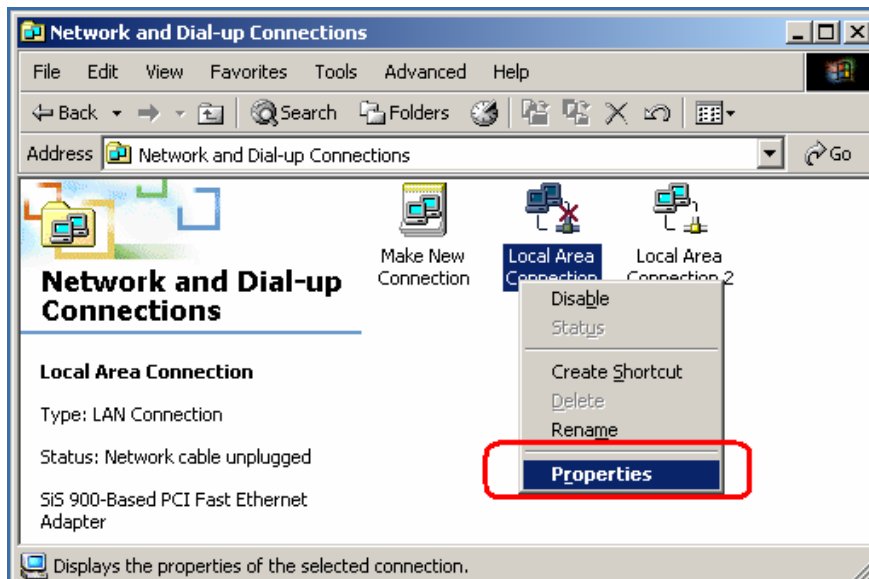 Network and Dial-up Connections
File Edit View Favorites Tools Advanced Help
Back Search Folders
Address Network and Dial-up Connections Go
Make New Connection
Local Area Connection
Local Area Connection 2
Network and Dial-up
Connections
Local Area Connection
Type: LAN Connection
Status: Network cable unplugged
SiS 900-Based PCI Fast Ethernet
Adapter
Disable
Status
Create Shortcut
Delete
Rename
Properties
Displays the properties of the selected connection.